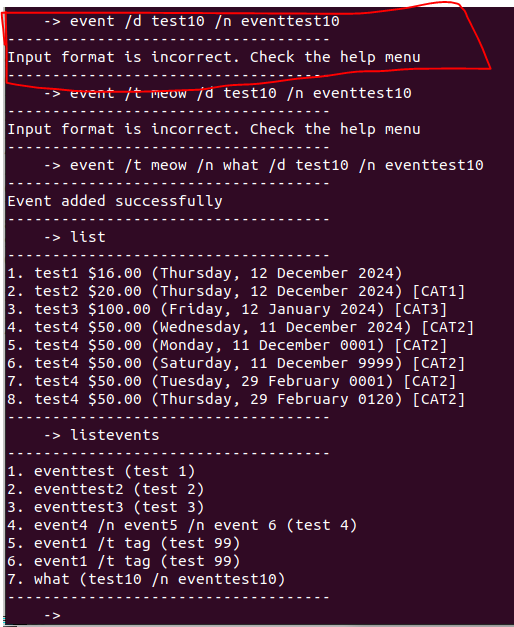 -> event /d test10 /n eventtest10
------------------------------------
Input format is incorrect. Check the help menu
------------------------------------
-> event /t meow /d test10 /n eventtest10
------------------------------------
Input format is incorrect. Check the help menu
------------------------------------
-> event /t meow /n what /d test10 /n eventtest10
------------------------------------
Event added successfully
------------------------------------
-> list
------------------------------------
1. test1 $16.00 (Thursday, 12 December 2024)
2. test2 $20.00 (Thursday, 12 December 2024) [CAT1]
3. test3 $100.00 (Friday, 12 January 2024) [CAT3]
4. test4 $50.00 (Wednesday, 11 December 2024) [CAT2]
5. test4 $50.00 (Monday, 11 December 0001) [CAT2]
6. test4 $50.00 (Saturday, 11 December 9999) [CAT2]
7. test4 $50.00 (Tuesday, 29 February 0001) [CAT2]
8. test4 $50.00 (Thursday, 29 February 0120) [CAT2]
------------------------------------
-> listevents
------------------------------------
1. eventtest (test 1)
2. eventtest2 (test 2)
3. eventtest3 (test 3)
4. event4 /n event5 /n event 6 (test 4)
5. event1 /t tag (test 99)
6. event1 /t tag (test 99)
7. what (test10 /n eventtest10)
------------------------------------
->